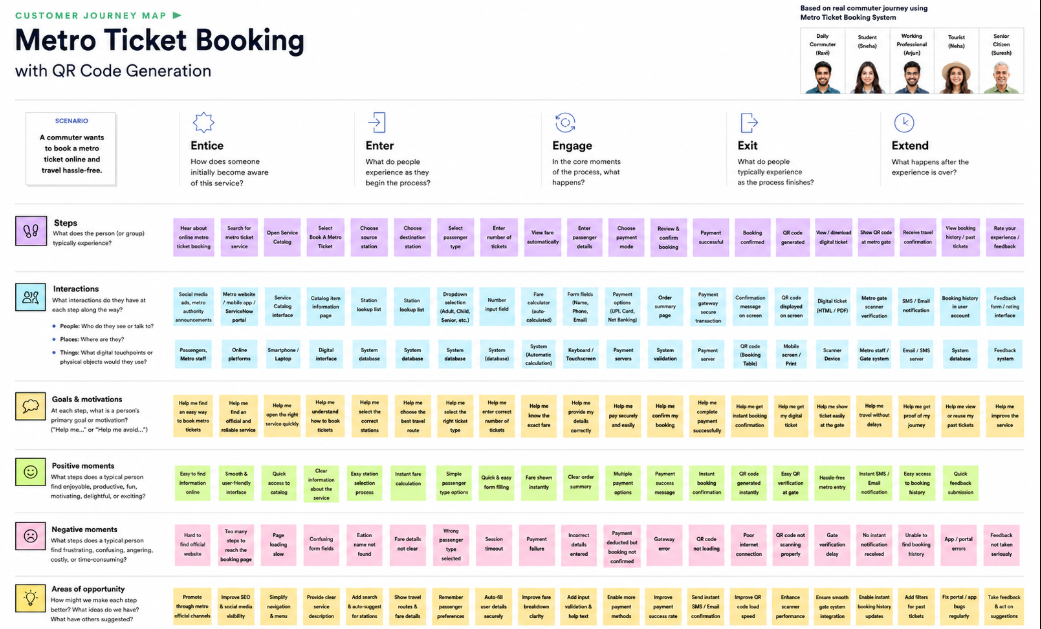 CUSTOMER JOURNEY MAP
Metro Ticket Booking
with QR Code Generation
Based on real commuter journey using
Metro Ticket Booking System
Daily
Commuter
(Ravi)
Student
(Sneha)
Working
Professional
(Arjun)
Tourist
(Neha)
Senior
Citizen
(Suresh)
SCENARIO
A commuter wants
to book a metro
ticket online and
travel hassle-free.
Entice
How does someone
initially become aware
of this service?
Enter
What do people
experience as they
begin the process?
Engage
In the core moments
of the process, what
happens?
Exit
What do people
typically experience
as the process finishes?
Extend
What happens after the
experience is over?
Steps
What does the person (or group)
typically experience?
Hear about
online metro
ticket booking
Search for
metro ticket
service
Open Service
Catalog
Select
Book A Metro
Ticket
Choose
source
station
Choose
destination
station
Select
passenger
type
Enter
number of
tickets
View fare
automatically
Enter
passenger
details
Choose
payment
mode
Review &
confirm
booking
Payment
successful
Booking
confirmed
QR code
generated
View / download
digital ticket
Show QR code
at metro gate
Receive travel
confirmation
View booking
history / past
tickets
Rate your
experience /
feedback
Interactions
What interactions do they have at
each step along the way?
• People: Who do they see or talk to?
• Places: Where are they?
• Things: What digital touchpoints or
physical objects would they use?
Social media
ads, metro
authority
announcements
Metro website
/ mobile app /
ServiceNow
portal
Service
Catalog
interface
Catalog item
information
page
Station
lookup list
Station
lookup list
Dropdown
selection
(Adult, Child,
Senior, etc.)
Number
input field
Fare
calculator
(auto-
calculated)
Form fields
(Name,
Phone,
Email)
Payment
options
(UPI, Card,
Net Banking)
Order
summary
page
Payment
gateway
secure
transaction
Confirmation
message
on screen
QR code
displayed
on screen
Digital ticket
(HTML / PDF)
Metro gate
scanner
verification
SMS / Email
notification
Booking history
in user
account
Feedback
form / rating
interface
Passengers,
Metro staff
Online
platforms
Smartphone /
Laptop
Digital
interface
System
database
System
database
System
database
System
(database)
System
(Automatic
calculation)
Keyboard /
Touchscreen
Payment
servers
System
validation
Payment
server
QR code
(Booking
Table)
Mobile
screen /
Print
Scanner
Device
Metro staff /
Gate system
Email / SMS
server
System
database
Feedback
system
Goals & motivations
At each step, what is a person's
primary goal or motivation?
("Help me..." or "Help me avoid...")
Help me find
an easy way
to book metro
tickets
Help me
find an
official and
reliable service
Help me
open the right
service quickly
Help me
understand
how to book
tickets
Help me
select the
correct
stations
Help me
choose the
best travel
route
Help me
select the
right ticket
type
Help me
enter correct
number of
tickets
Help me
know the
exact fare
Help me
provide my
details
correctly
Help me
pay securely
and easily
Help me
confirm my
booking
Help me
complete
payment
successfully
Help me get
instant booking
confirmation
Help me get
my digital
ticket
Help me show
ticket easily
at the gate
Help me
travel without
delays
Help me get
proof of my
journey
Help me view
or reuse my
past tickets
Help me
improve the
service
Positive moments
What steps does a typical person
find enjoyable, productive, fun,
motivating, delightful, or exciting?
Easy to find
information
online
Smooth &
user-friendly
interface
Quick
access to
catalog
Clear
information
about the
service
Easy station
selection
process
Instant fare
calculation
Simple
passenger
type options
Quick & easy
form filling
Fare shown
instantly
Clear order
summary
Multiple
payment
options
Payment
success
message
Instant
booking
confirmation
QR code
generated
instantly
Easy QR
verification
at gate
Hassle-free
metro entry
Instant SMS /
Email
notification
Easy access
to booking
history
Quick
feedback
submission
Negative moments
What steps does a typical person
find frustrating, confusing, angering,
costly, or time-consuming?
Hard to
find official
website
Too many
steps to
reach the
booking page
Page
loading
slow
Confusing
form fields
Eation
name not
found
Fare details
not clear
Wrong
passenger
type
selected
Session
timeout
Payment
failure
Incorrect
details
entered
Payment
deducted but
booking not
confirmed
Gateway
error
QR code
not loading
Poor
internet
connection
QR code not
scanning
properly
Gate
verification
delay
No instant
notification
received
Unable to find
booking history
App / portal
errors
Feedback
not taken
seriously
Areas of opportunity
How might we make each step
better? What ideas do we have?
What have others suggested?
Promote
through metro
official channels
Improve SEO
& social media
visibility
Simplify
navigation
& menu
Provide clear
service
description
Add search
& auto-suggest
for stations
Show travel
routes &
fare details
Remember
passenger
preferences
Auto-fill
user details
securely
Improve fare
breakdown
clarity
Add input
validation &
help text
Enable more
payment
methods
Improve
payment
success rate
Send instant
SMS / Email
confirmation
Improve QR
code load
speed
Enhance
scanner
performance
Ensure smooth
gate system
integration
Enable instant
booking history
updates
Add filters
for past
tickets
Fix portal / app
bugs
regularly
Take feedback
& act on
suggestions